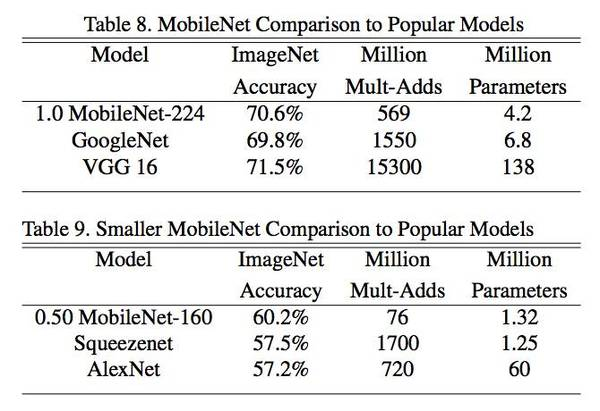 Table 8. MobileNet Comparison to Popular Models
Model ImageNet Million Million
Accuracy Mult-Adds Parameters
1.0 MobileNet-224 70.6% 569 4.2
GoogleNet 69.8% 1550 6.8
VGG 16 71.5% 15300 138
Table 9. Smaller MobileNet Comparison to Popular Models
Model ImageNet Million Million
Accuracy Mult-Adds Parameters
0.50 MobileNet-160 60.2% 76 1.32
Squeezenet 57.5% 1700 1.25
AlexNet 57.2% 720 60